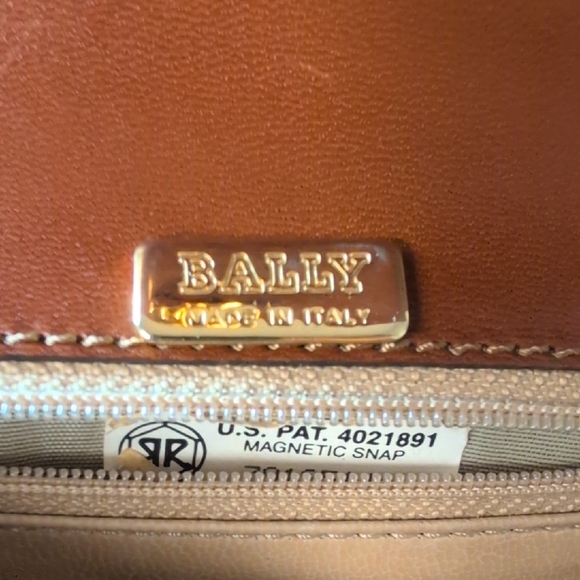 BALLY
MADE IN ITALY
U.S. PAT. 4021891
MAGNETIC SNAP